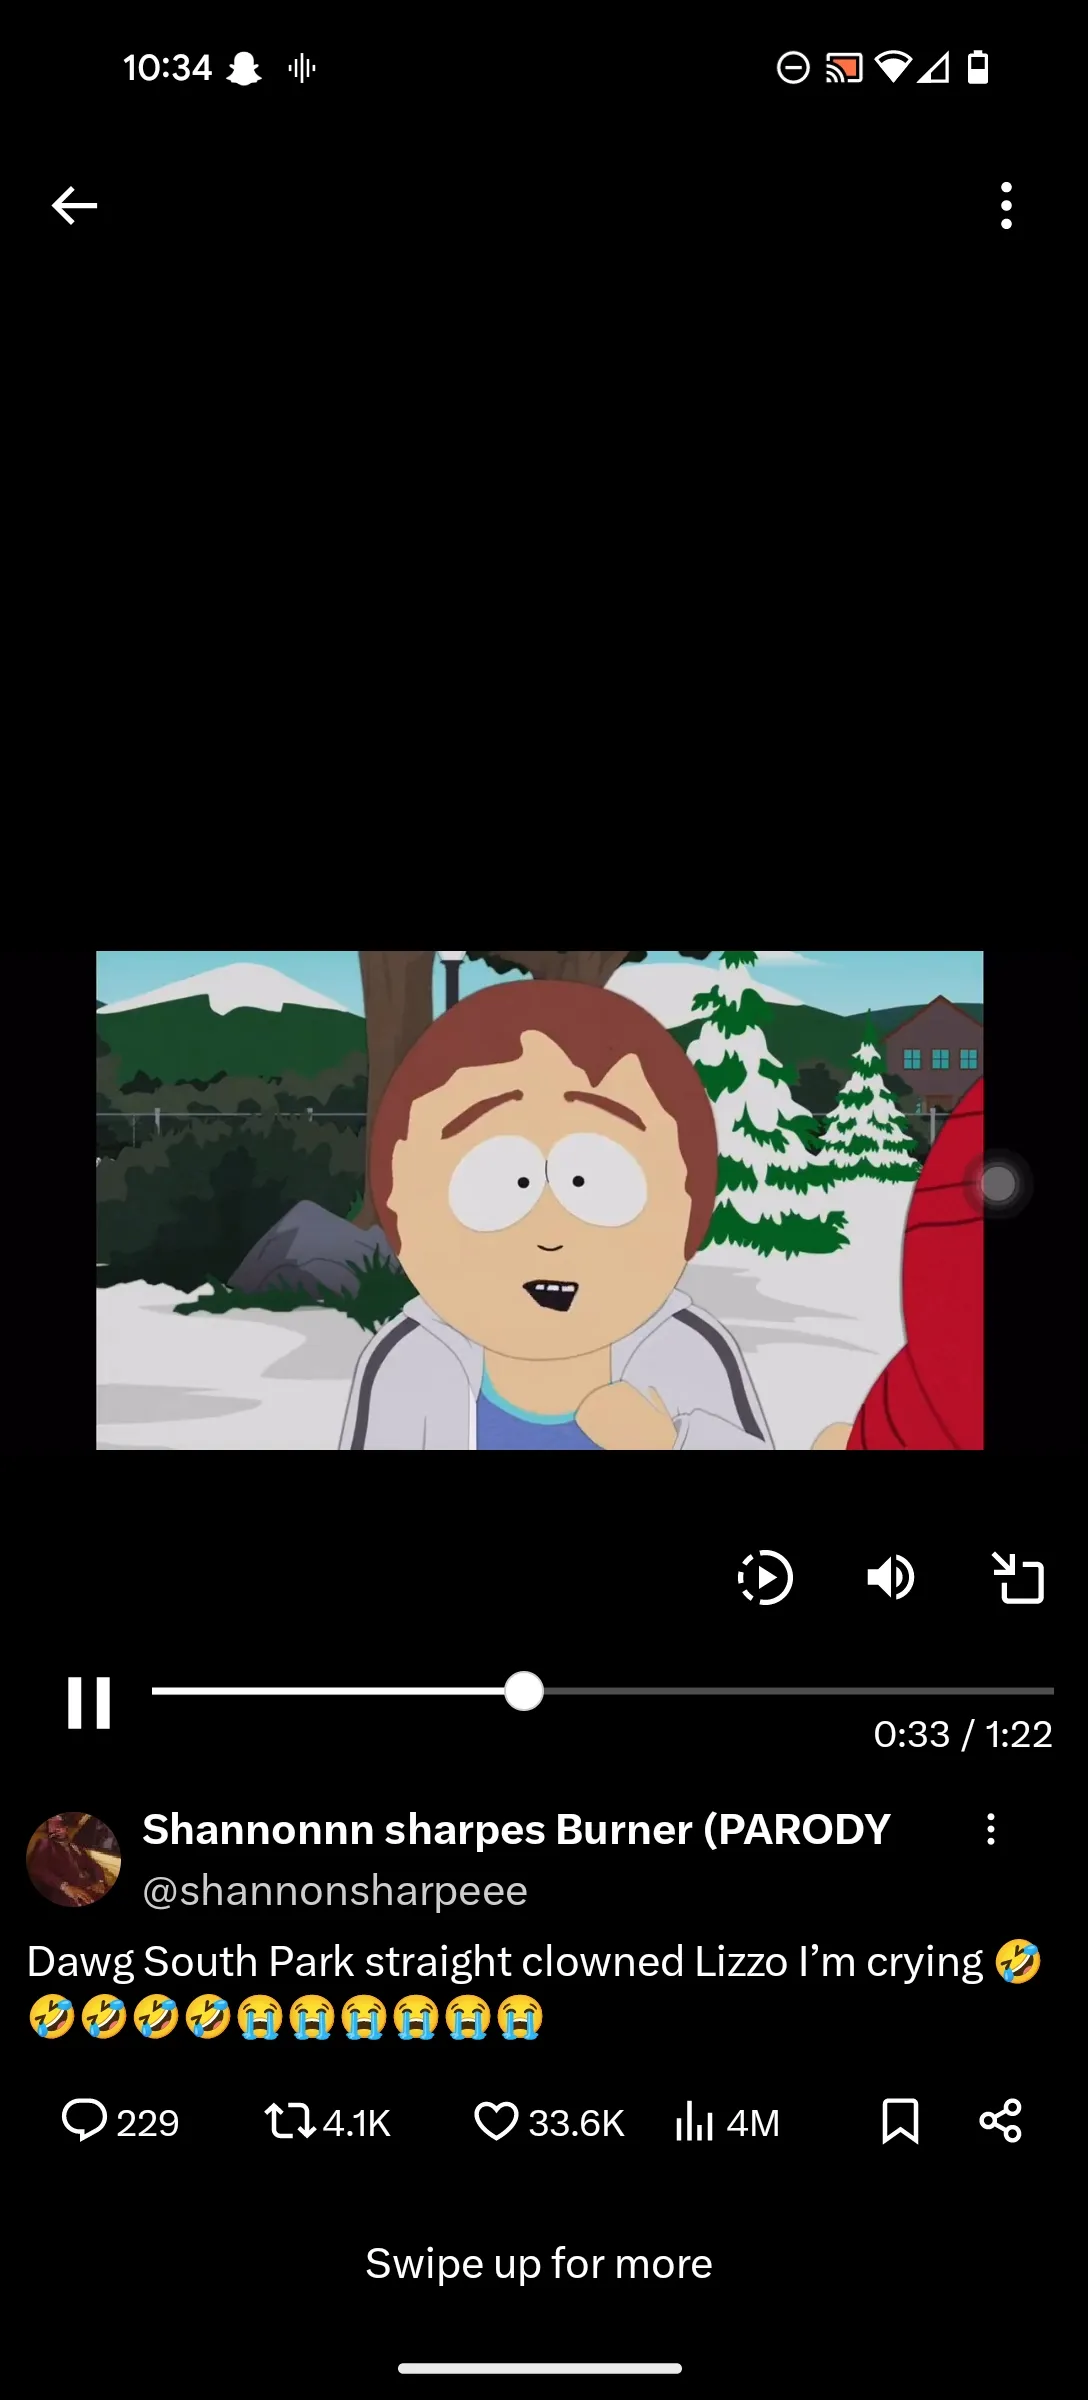 10:34
0:33 / 1:22
Shannonnn sharpes Burner (PARODY
@shannonsharpeee
Dawg South Park straight clowned Lizzo I’m crying 🤣
🤣🤣🤣🤣😭😭😭😭😭😭
229 4.1K 33.6K 4M
Swipe up for more